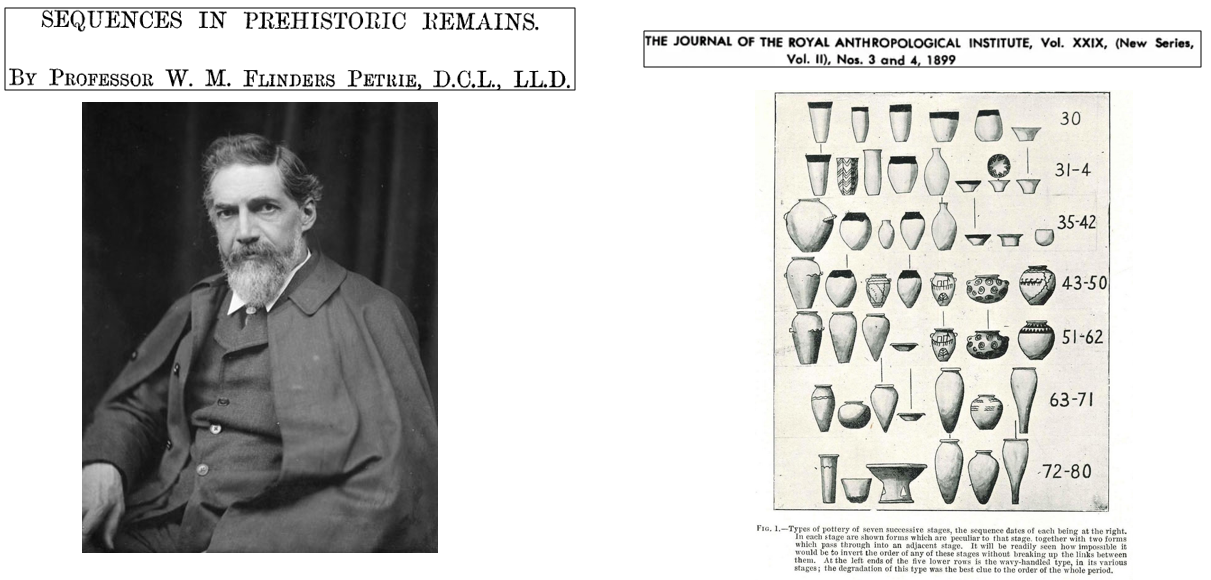 SEQUENCES IN PREHISTORIC REMAINS.
BY PROFESSOR W. M. FLINDERS PETRIE, D.C.L., LL.D.
THE JOURNAL OF THE ROYAL ANTHROPOLOGICAL INSTITUTE, Vol. XXIX, (New Series,
Vol. II), Nos. 3 and 4, 1899
30
31-4
35-42
43-50
51-62
63-71
72-80
FIG. 1.—Types of pottery of seven successive stages, the sequence dates of each being at the right.
In each stage are shown forms which are peculiar to that stage, together with two forms
which pass through into an adjacent stage. It will be readily seen how impossible it
would be to invert the order of any of these stages without breaking up the links between
them. At the left ends of the five lower rows is the wavy-handled type, in its various
stages; the degradation of this type was the best clue to the order of the whole period.